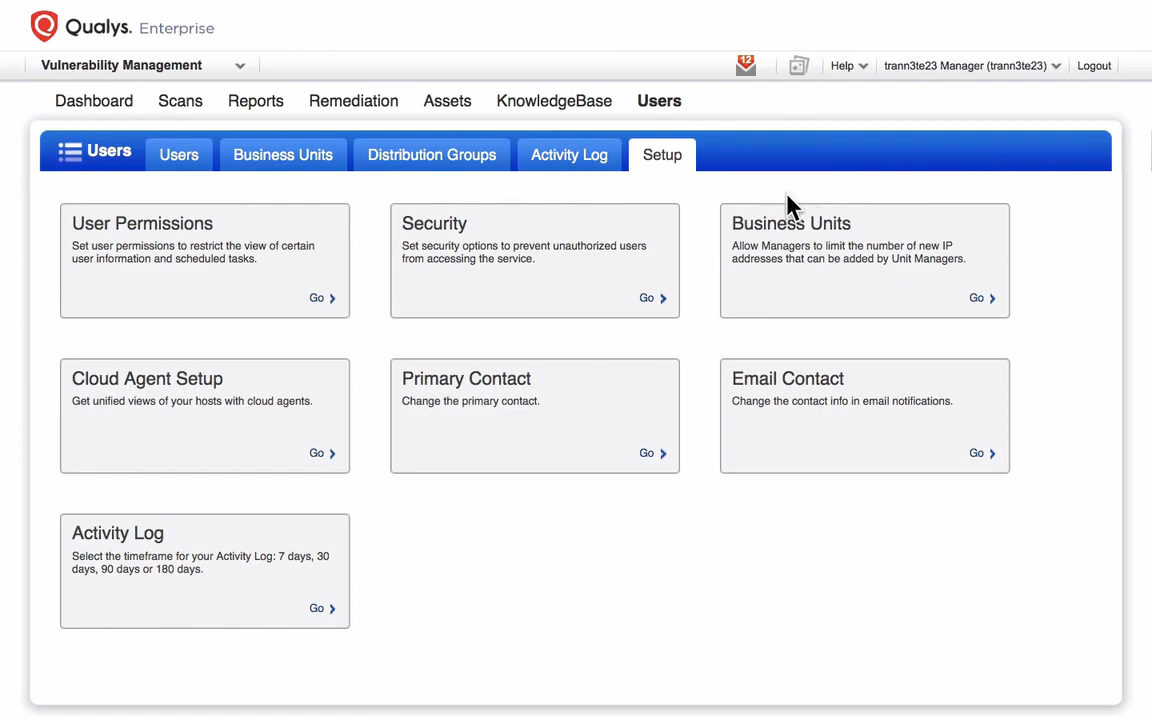 Qualys. Enterprise
Vulnerability Management
12
Help
trann3te23 Manager (trann3te23)
Logout
Dashboard Scans Reports Remediation Assets KnowledgeBase Users
Users Users Business Units Distribution Groups Activity Log Setup
User Permissions
Set user permissions to restrict the view of certain
user information and scheduled tasks.
Go
Security
Set security options to prevent unauthorized users
from accessing the service.
Go
Business Units
Allow Managers to limit the number of new IP
addresses that can be added by Unit Managers.
Go
Cloud Agent Setup
Get unified views of your hosts with cloud agents.
Go
Primary Contact
Change the primary contact.
Go
Email Contact
Change the contact info in email notifications.
Go
Activity Log
Select the timeframe for your Activity Log: 7 days, 30
days, 90 days or 180 days.
Go